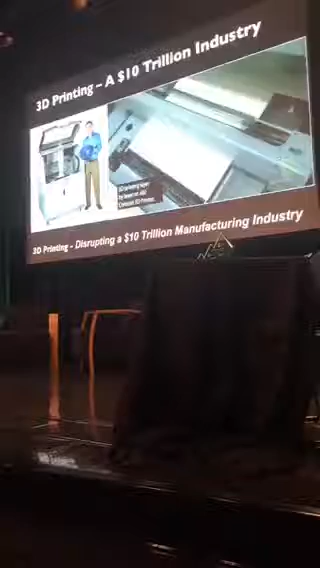 3D Printing – A $10 Trillion Industry
3D Printing – Disrupting a $10 Trillion Manufacturing Industry